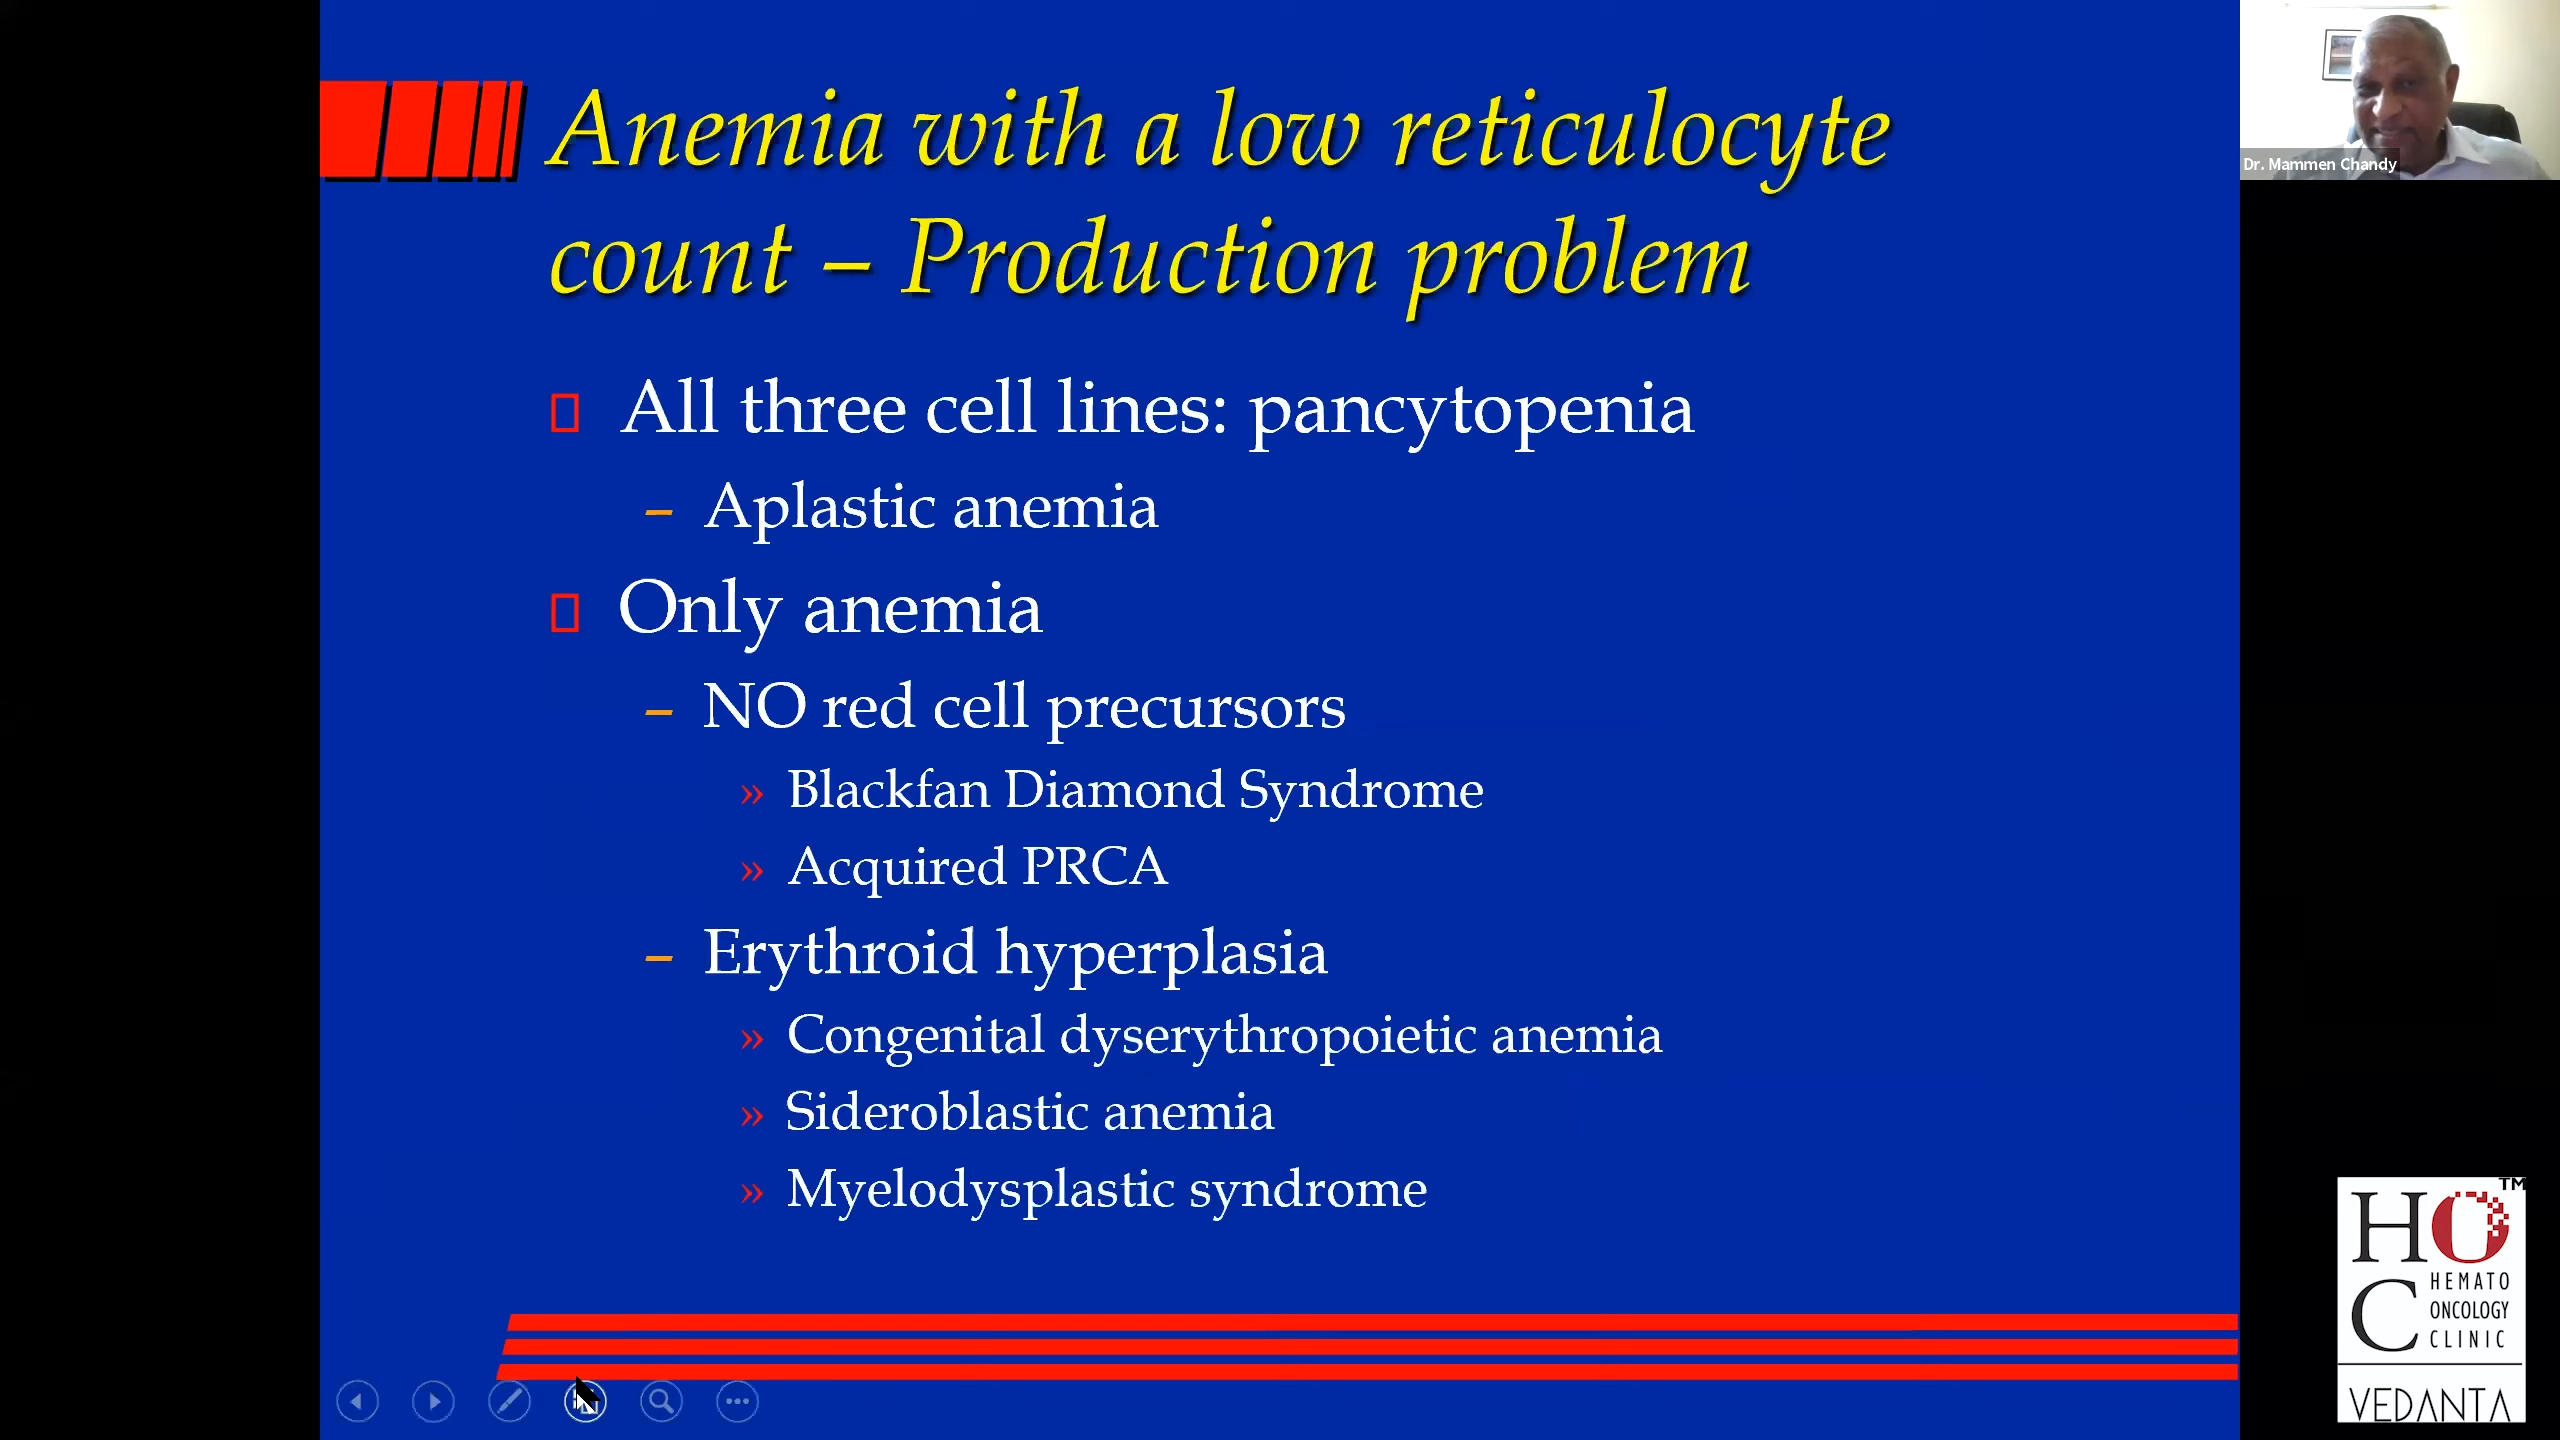 Anemia with a low reticulocyte
count – Production problem
All three cell lines: pancytopenia
– Aplastic anemia
Only anemia
– NO red cell precursors
» Blackfan Diamond Syndrome
» Acquired PRCA
– Erythroid hyperplasia
» Congenital dyserythropoietic anemia
» Sideroblastic anemia
» Myelodysplastic syndrome
Dr. Mammen Chandy
HOC TM
HEMATO
ONCOLOGY
CLINIC
VEDANTA